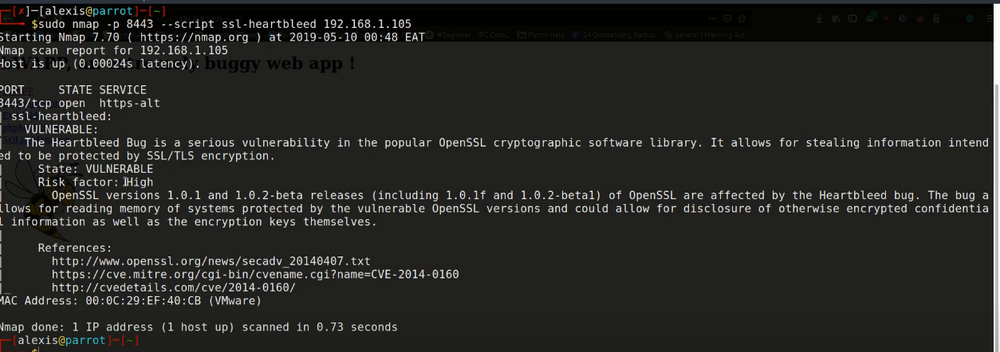 [✗]─[alexis@parrot]─[~]
$sudo nmap -p 8443 --script ssl-heartbleed 192.168.1.105
Starting Nmap 7.70 ( https://nmap.org ) at 2019-05-10 00:48 EAT
Nmap scan report for 192.168.1.105
Host is up (0.00024s latency).
buggy web app !
PORT     STATE SERVICE
8443/tcp open  https-alt
| ssl-heartbleed:
|   VULNERABLE:
|   The Heartbleed Bug is a serious vulnerability in the popular OpenSSL cryptographic software library. It allows for stealing information intend
ed to be protected by SSL/TLS encryption.
|     State: VULNERABLE
|     Risk factor: High
|       OpenSSL versions 1.0.1 and 1.0.2-beta releases (including 1.0.1f and 1.0.2-beta1) of OpenSSL are affected by the Heartbleed bug. The bug a
llows for reading memory of systems protected by the vulnerable OpenSSL versions and could allow for disclosure of otherwise encrypted confidentia
l information as well as the encryption keys themselves.
|
|     References:
|       http://www.openssl.org/news/secadv_20140407.txt
|       https://cve.mitre.org/cgi-bin/cvename.cgi?name=CVE-2014-0160
|_      http://cvedetails.com/cve/2014-0160/
MAC Address: 00:0C:29:EF:40:CB (VMware)
Nmap done: 1 IP address (1 host up) scanned in 0.73 seconds
[alexis@parrot]─[~]
$